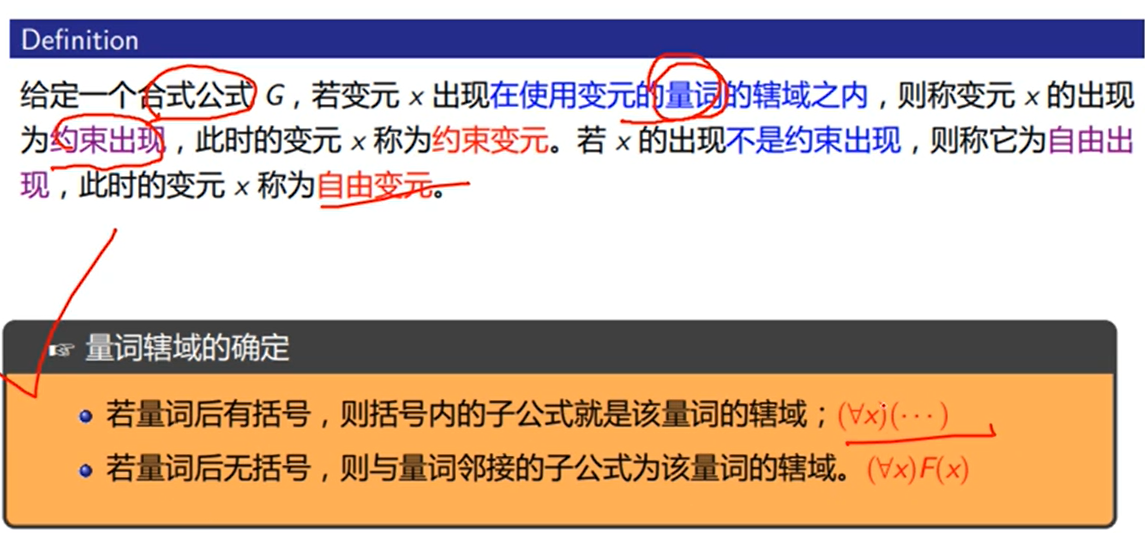 Definition
给定一个合式公式 G，若变元 x 出现在使用变元的量词的辖域之内，则称变元 x 的出现
为约束出现，此时的变元 x 称为约束变元。若 x 的出现不是约束出现，则称它为自由出
现，此时的变元 x 称为自由变元。
☞ 量词辖域的确定
若量词后有括号，则括号内的子公式就是该量词的辖域；(∀x)(···)
若量词后无括号，则与量词邻接的子公式为该量词的辖域。(∀x)F(x)